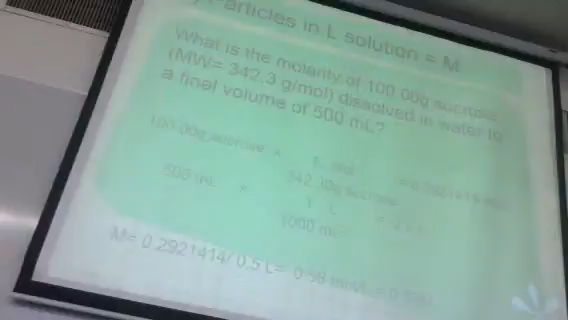 articles in L solution = M
What is the molarity of 100.00g sucrose
(MW= 342.3 g/mol) dissolved in water to
a final volume of 500 mL?
100.00g sucrose x 1 mol
342.30g sucrose
500 mL x 1 L
1000 mL
M= 0.2921414/ 0.5 L= 0.58